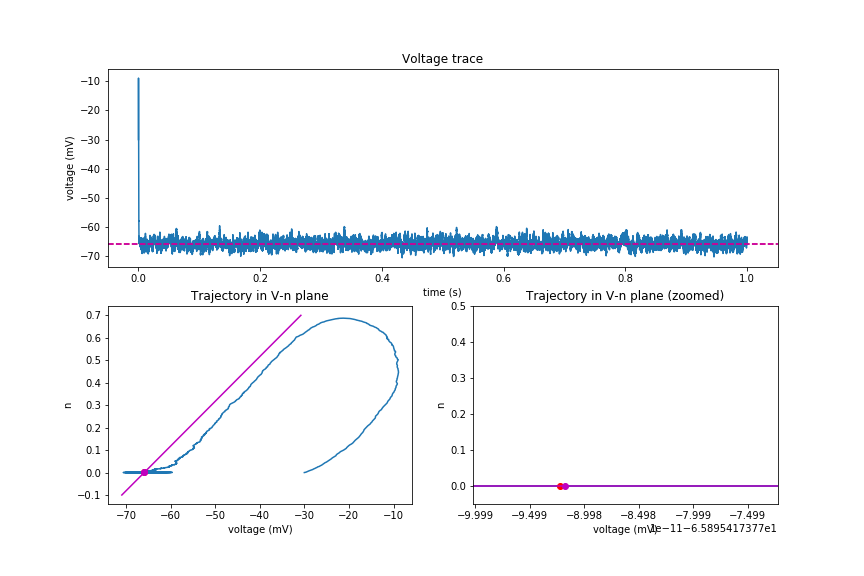 Voltage trace
−10
−20
−30
−40
−50
−60
−70
voltage (mV)
0.0 0.2 0.4 0.6 0.8 1.0
time (s)
Trajectory in V-n plane
0.7
0.6
0.5
0.4
0.3
0.2
0.1
0.0
−0.1
n
−70 −60 −50 −40 −30 −20 −10
voltage (mV)
Trajectory in V-n plane (zoomed)
0.5
0.4
0.3
0.2
0.1
0.0
n
−9.999 −9.499 −8.998 −8.498 −7.999 −7.499
voltage (mV)
1e−11−6.5895417377e1